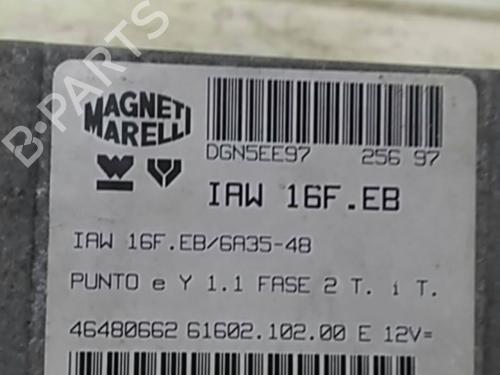 B-PARTS
MAGNETI
MARELLI
DGN5EE97 256 97
IAW 16F.EB
IAW 16F.EB/6A35-48
PUNTO e Y 1.1 FASE 2 T. i T.
46480662 61602.102.00 E 12V=